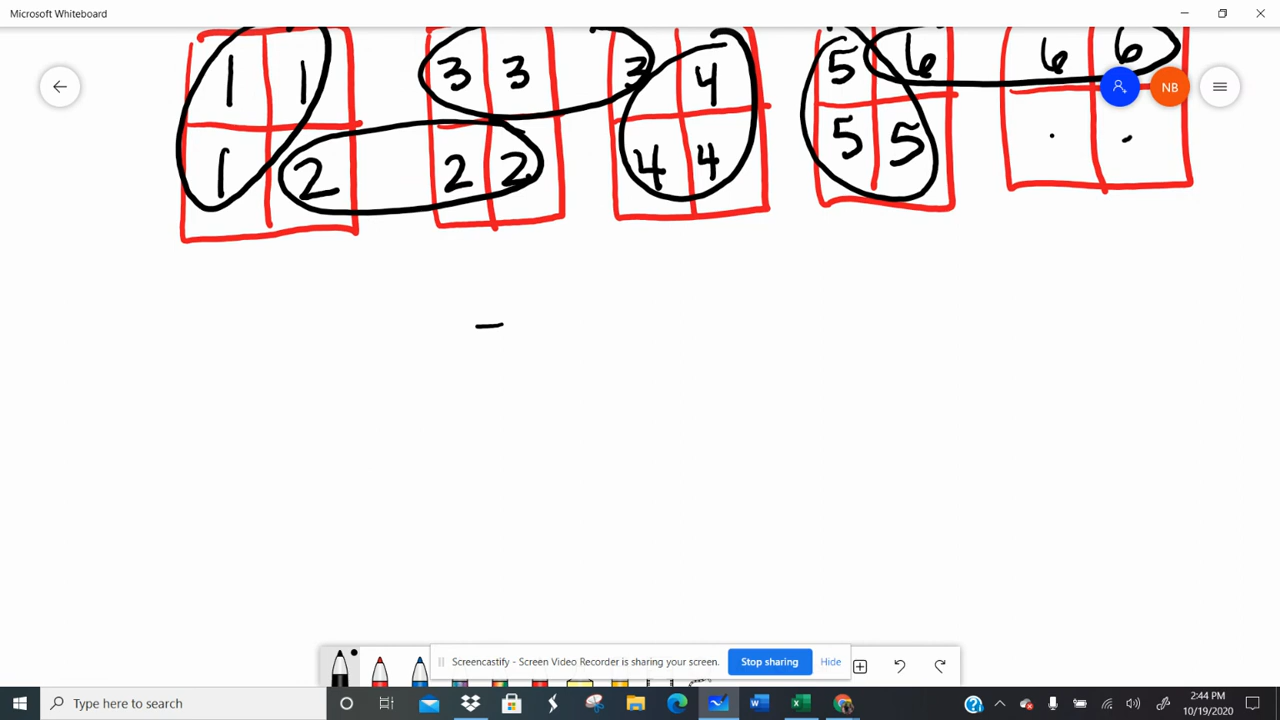 Microsoft Whiteboard
1 1 3 3 3 4 5 6 6 6
1 2 2 2 4 4 5 5 . .
NB
–
Screencastify - Screen Video Recorder is sharing your screen.
Stop sharing
Hide
Type here to search
2:44 PM
10/19/2020